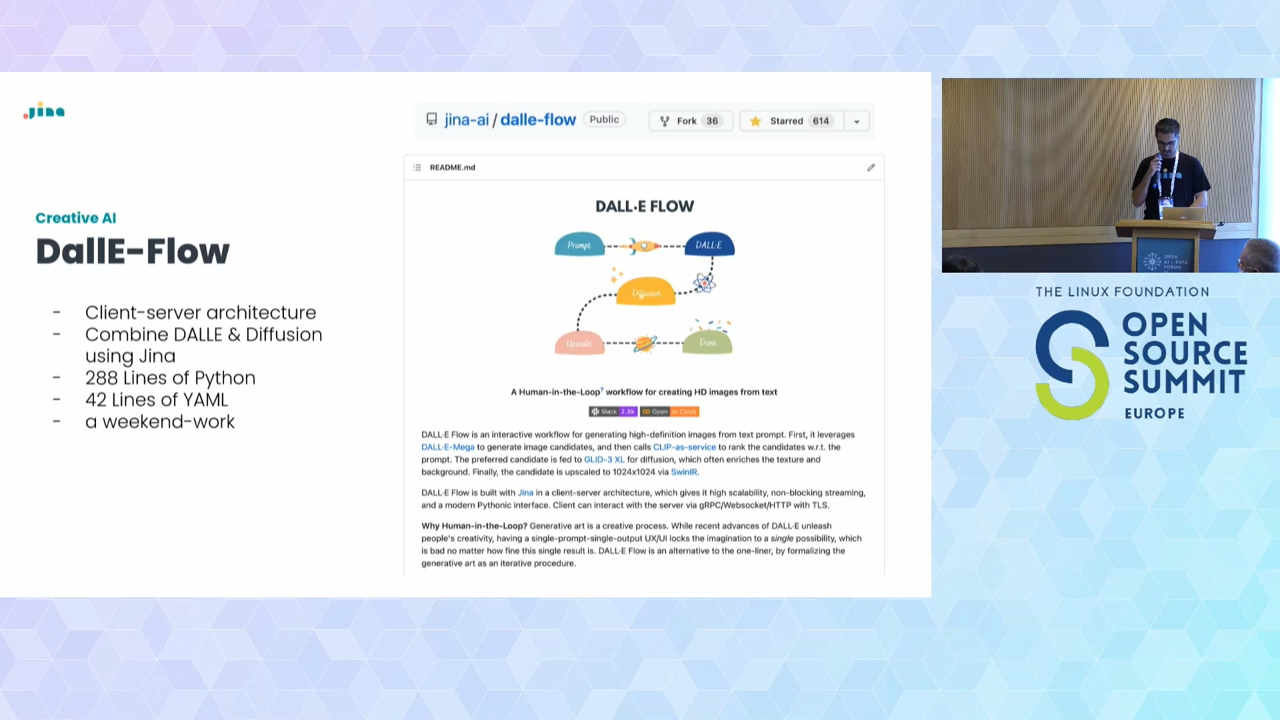 .jina
Creative AI
DallE-Flow
- Client-server architecture
- Combine DALLE & Diffusion
using Jina
- 288 Lines of Python
- 42 Lines of YAML
- a weekend-work
jina-ai / dalle-flow Public Fork 36 Starred 614
README.md
DALL·E FLOW
Prompt DALL·E
Diffusion
Upscale Done
A Human-in-the-Loop? workflow for creating HD images from text
Slack 2.8k Open in Colab
DALL·E Flow is an interactive workflow for generating high-definition images from text prompt. First, it leverages
DALL·E-Mega to generate image candidates, and then calls CLIP-as-service to rank the candidates w.r.t. the
prompt. The preferred candidate is fed to GLID-3 XL for diffusion, which often enriches the texture and
background. Finally, the candidate is upscaled to 1024x1024 via SwinIR.
DALL·E Flow is built with Jina in a client-server architecture, which gives it high scalability, non-blocking streaming,
and a modern Pythonic interface. Client can interact with the server via gRPC/Websocket/HTTP with TLS.
Why Human-in-the-Loop? Generative art is a creative process. While recent advances of DALL·E unleash
people's creativity, having a single-prompt-single-output UX/UI locks the imagination to a single possibility, which
is bad no matter how fine this single result is. DALL·E Flow is an alternative to the one-liner, by formalizing the
generative art as an iterative procedure.
jina
OPEN
AI + DATA
FORUM
THE LINUX FOUNDATION
OPEN
SOURCE
SUMMIT
EUROPE